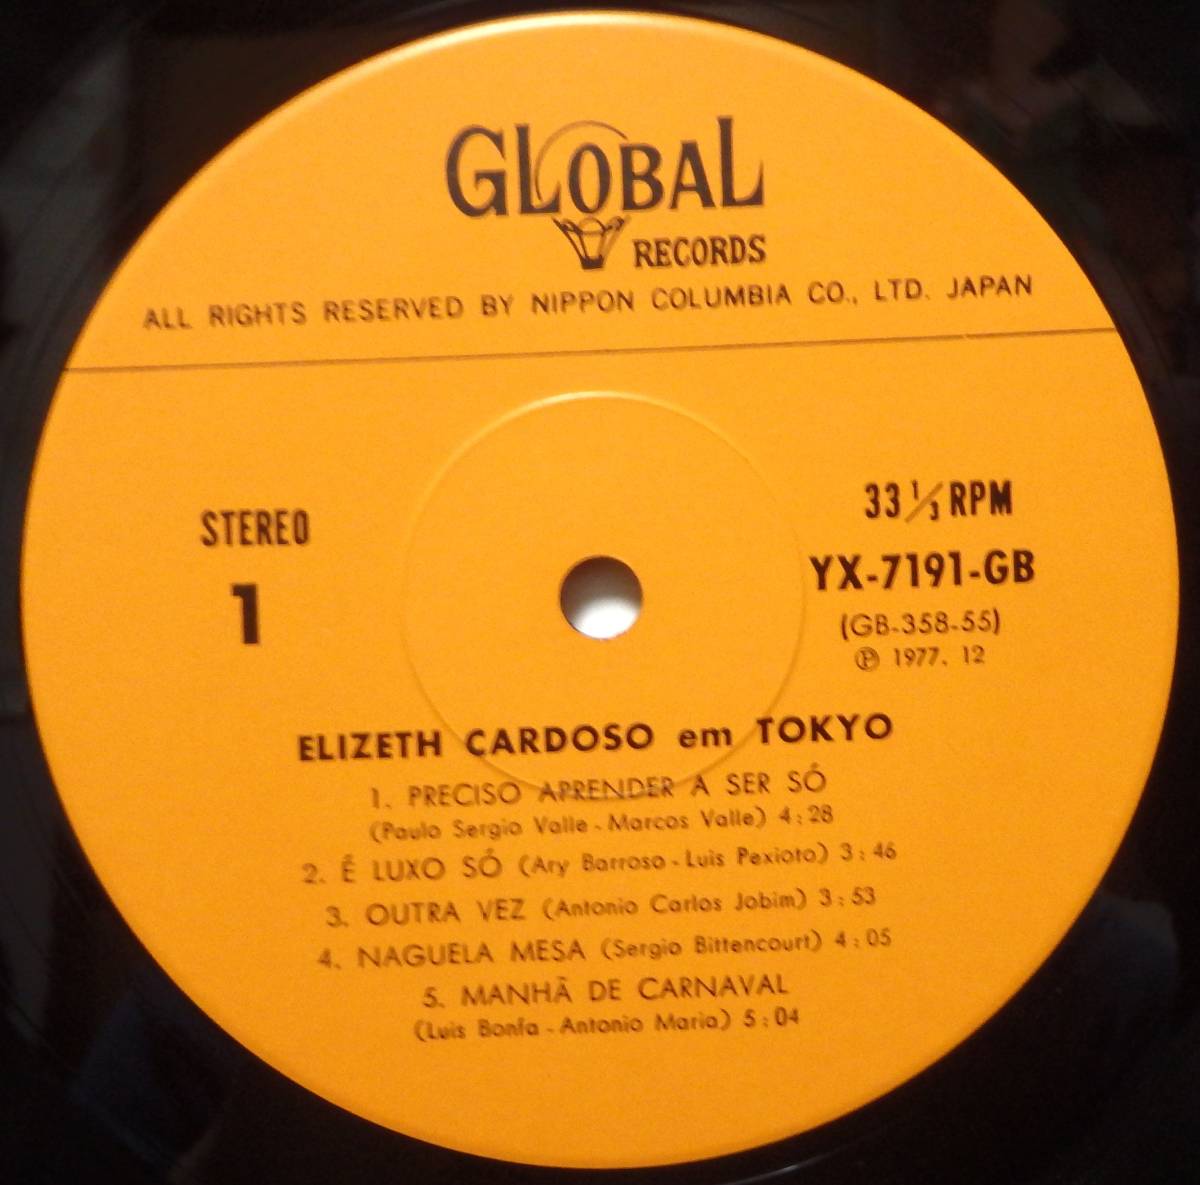 GLOBAL
RECORDS
ALL RIGHTS RESERVED BY NIPPON COLUMBIA CO., LTD. JAPAN
STEREO
1
33 1/3 RPM
YX-7191-GB
(GB-358-55)
Ⓟ 1977. 12
ELIZETH CARDOSO em TOKYO
1. PRECISO APRENDER A SER SÓ
(Paulo Sergio Valle - Marcos Valle) 4:28
2. É LUXO SÓ (Ary Barroso - Luis Pexioto) 3:46
3. OUTRA VEZ (Antonio Carlos Jobim) 3:53
4. NAGUELA MESA (Sergio Bittencourt) 4:05
5. MANHÃ DE CARNAVAL
(Luis Bonfa - Antonio Maria) 5:04